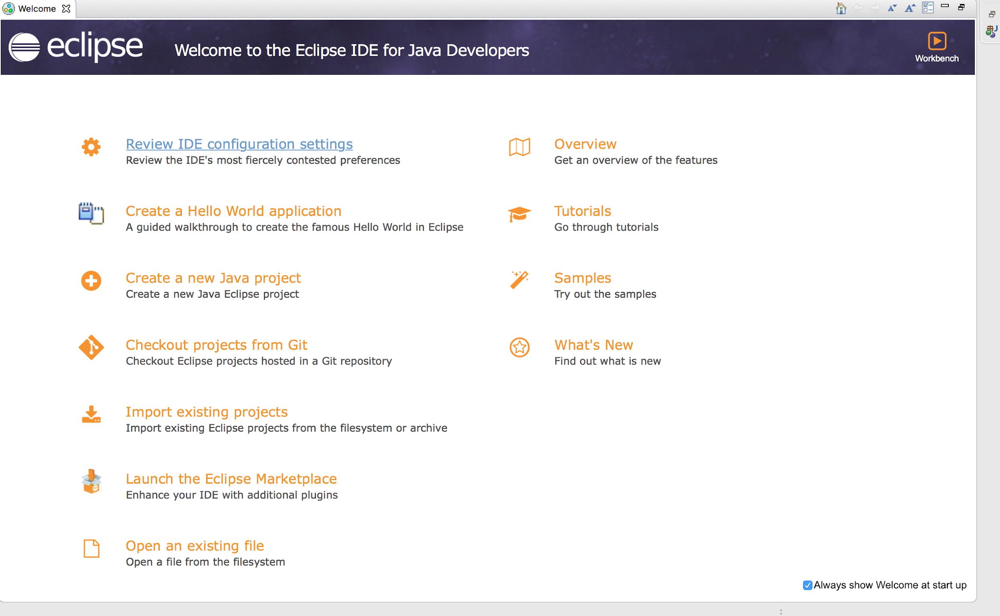 Welcome
eclipse
Welcome to the Eclipse IDE for Java Developers
Workbench
Review IDE configuration settings
Review the IDE's most fiercely contested preferences
Create a Hello World application
A guided walkthrough to create the famous Hello World in Eclipse
Create a new Java project
Create a new Java Eclipse project
Checkout projects from Git
Checkout Eclipse projects hosted in a Git repository
Import existing projects
Import existing Eclipse projects from the filesystem or archive
Launch the Eclipse Marketplace
Enhance your IDE with additional plugins
Open an existing file
Open a file from the filesystem
Overview
Get an overview of the features
Tutorials
Go through tutorials
Samples
Try out the samples
What's New
Find out what is new
Always show Welcome at start up